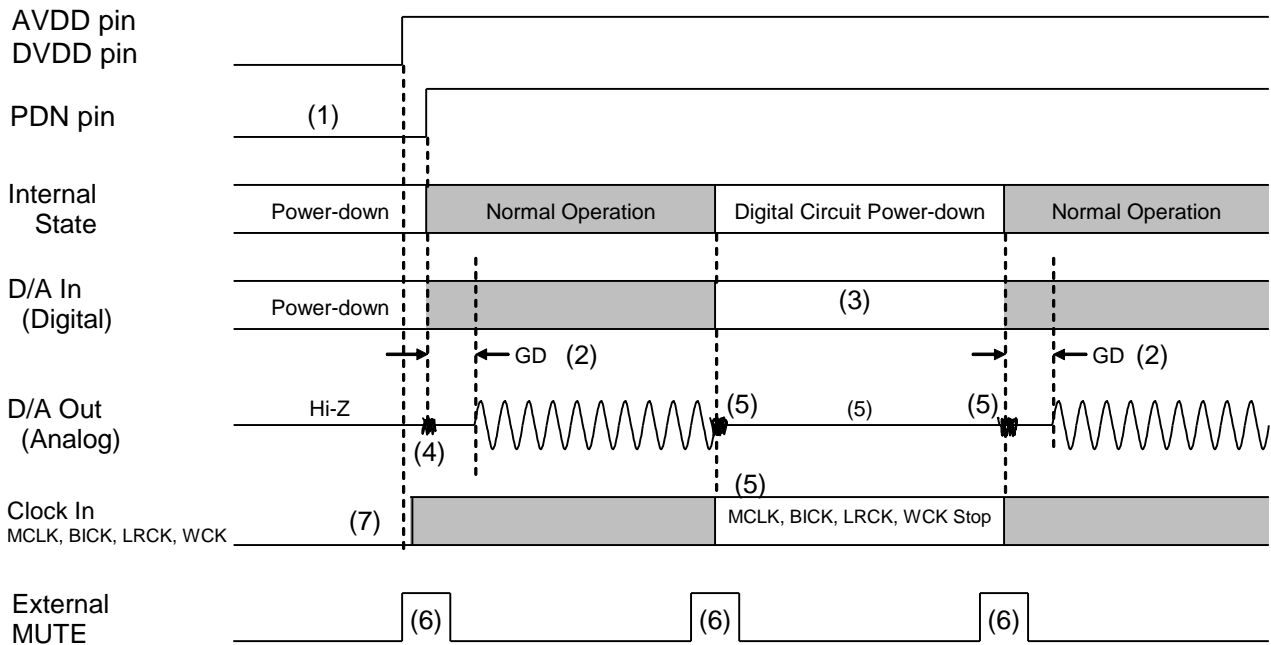 AVDD pin
DVDD pin
PDN pin
(1)
Internal
State
Power-down
Normal Operation
Digital Circuit Power-down
Normal Operation
D/A In
(Digital)
Power-down
(3)
GD (2)
GD (2)
D/A Out
(Analog)
Hi-Z
(4)
(5)
(5)
(5)
(5)
Clock In
MCLK, BICK, LRCK, WCK
(7)
MCLK, BICK, LRCK, WCK Stop
External
MUTE
(6)
(6)
(6)